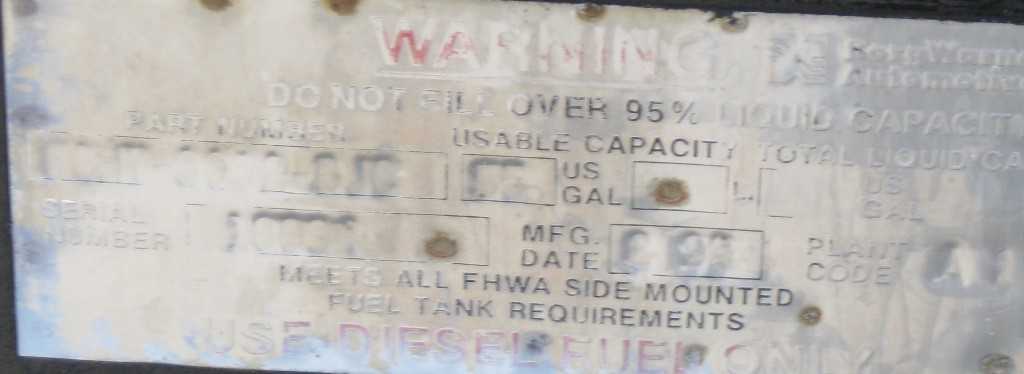 WARNING
BorgWarner
Automotive
DO NOT FILL OVER 95% LIQUID CAPACITY
PART NUMBER USABLE CAPACITY TOTAL LIQUID CA
US GAL L. US GAL
SERIAL NUMBER MFG. DATE PLANT CODE
MEETS ALL FHWA SIDE MOUNTED
FUEL TANK REQUIREMENTS
USE DIESEL FUEL ONLY